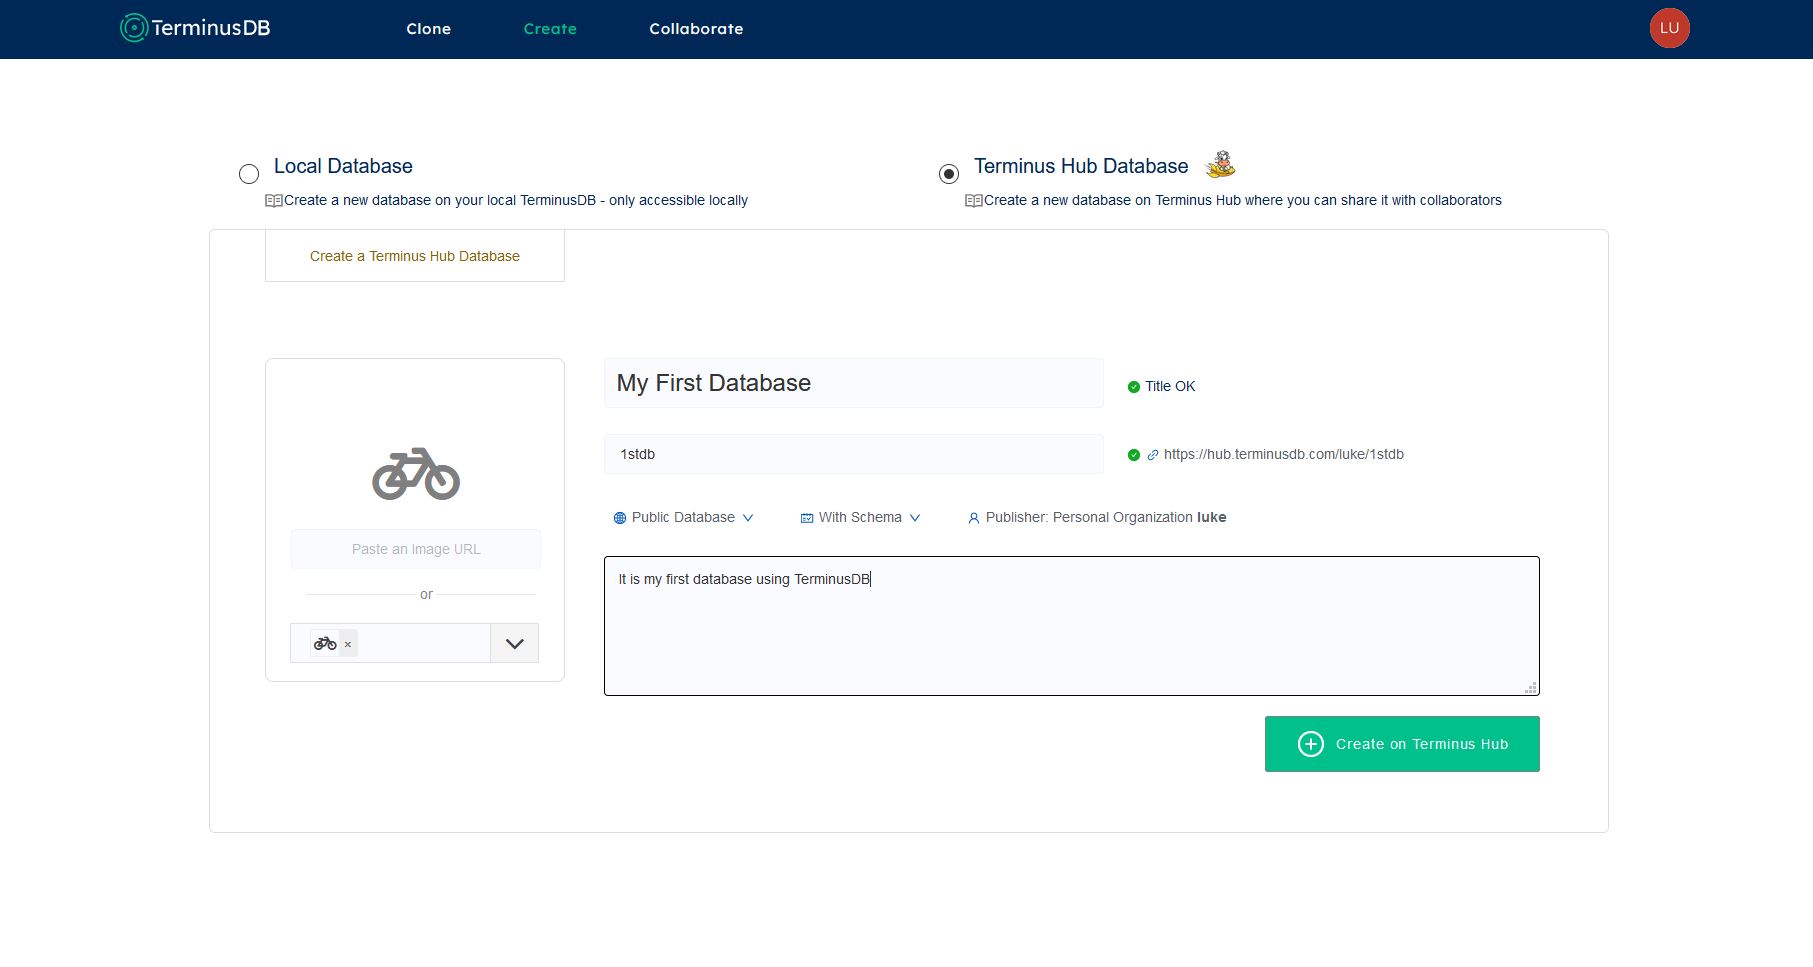 TerminusDB
Clone
Create
Collaborate
LU
Local Database
Create a new database on your local TerminusDB - only accessible locally
Terminus Hub Database
Create a new database on Terminus Hub where you can share it with collaborators
Create a Terminus Hub Database
My First Database
Title OK
1stdb
https://hub.terminusdb.com/luke/1stdb
Public Database
With Schema
Publisher: Personal Organization luke
Paste an Image URL
or
×
It is my first database using TerminusDB
Create on Terminus Hub